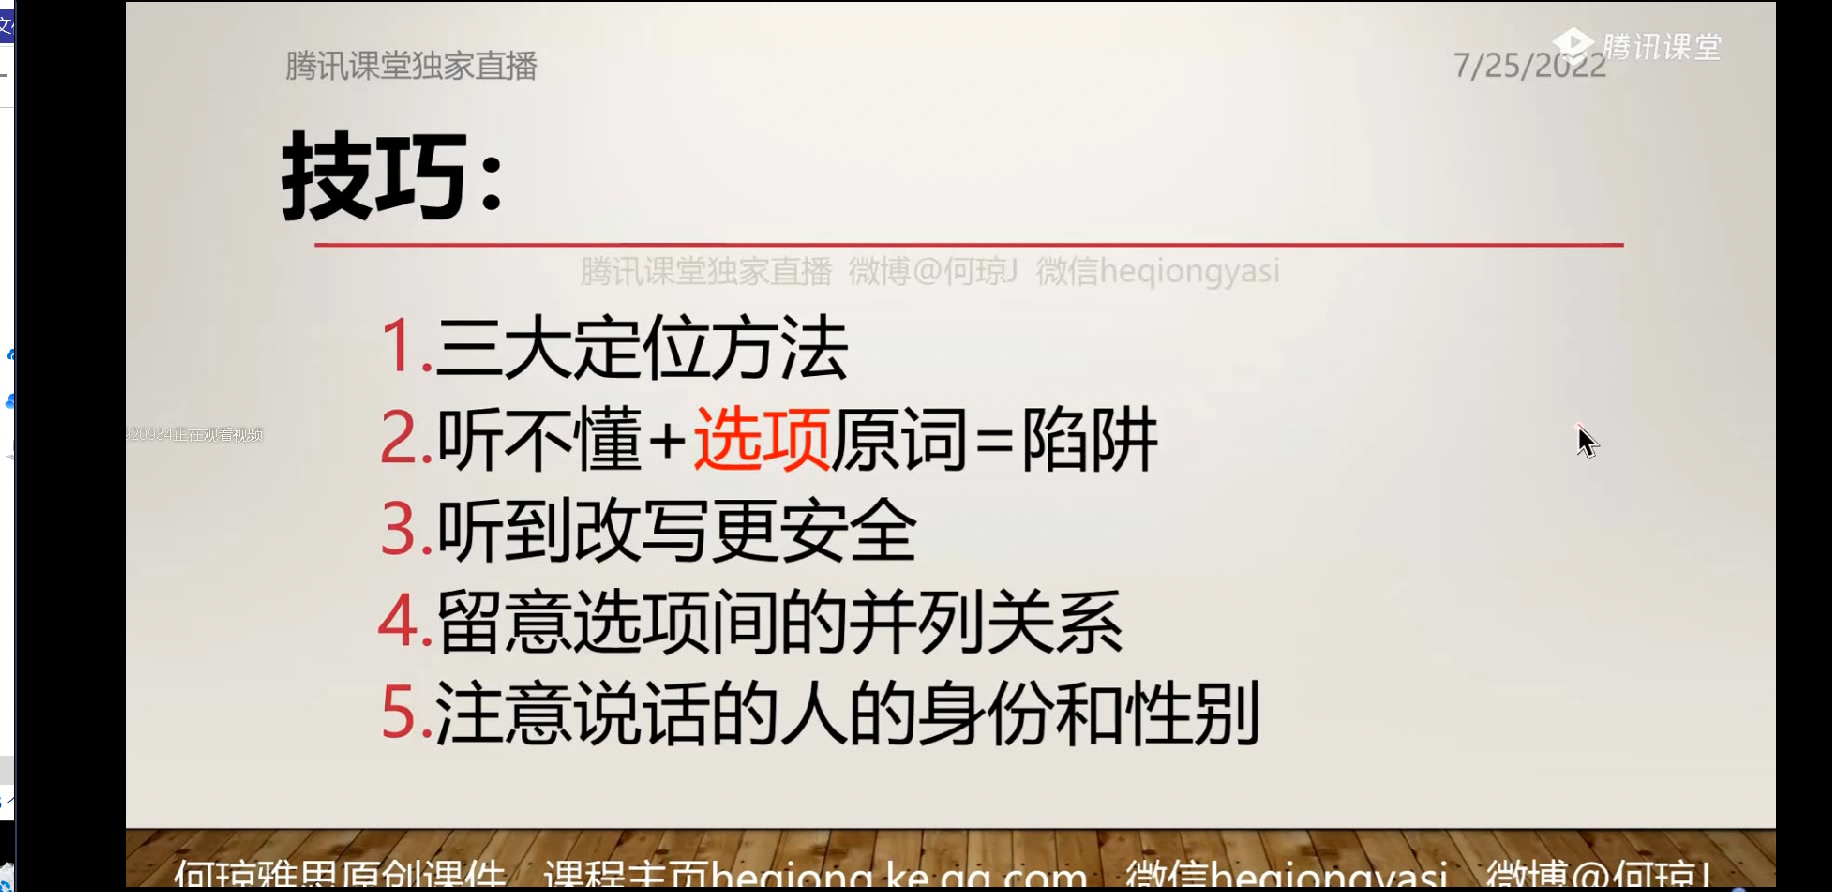 腾讯课堂独家直播
7/25/2022
腾讯课堂
技巧：
腾讯课堂独家直播 微博@何琼J 微信heqiongyasi
1.三大定位方法
2.听不懂+选项原词=陷阱
920984正在观看视频
3.听到改写更安全
4.留意选项间的并列关系
5.注意说话的人的身份和性别
何琼雅思原创课件 课程主页heqiong.ke.qq.com 微信heqiongyasi 微博@何琼J